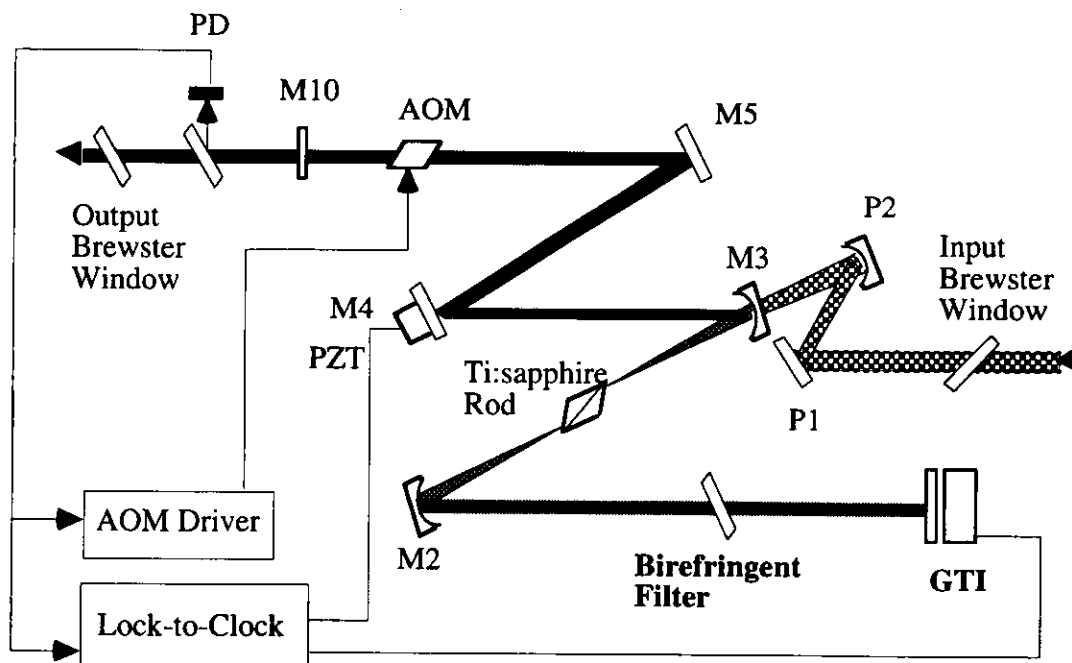 PD
M10
AOM
M5
Output
Brewster
Window
P2
M3
Input
Brewster
Window
M4
PZT
Ti:sapphire
Rod
P1
AOM Driver
M2
Birefringent
Filter
GTI
Lock-to-Clock